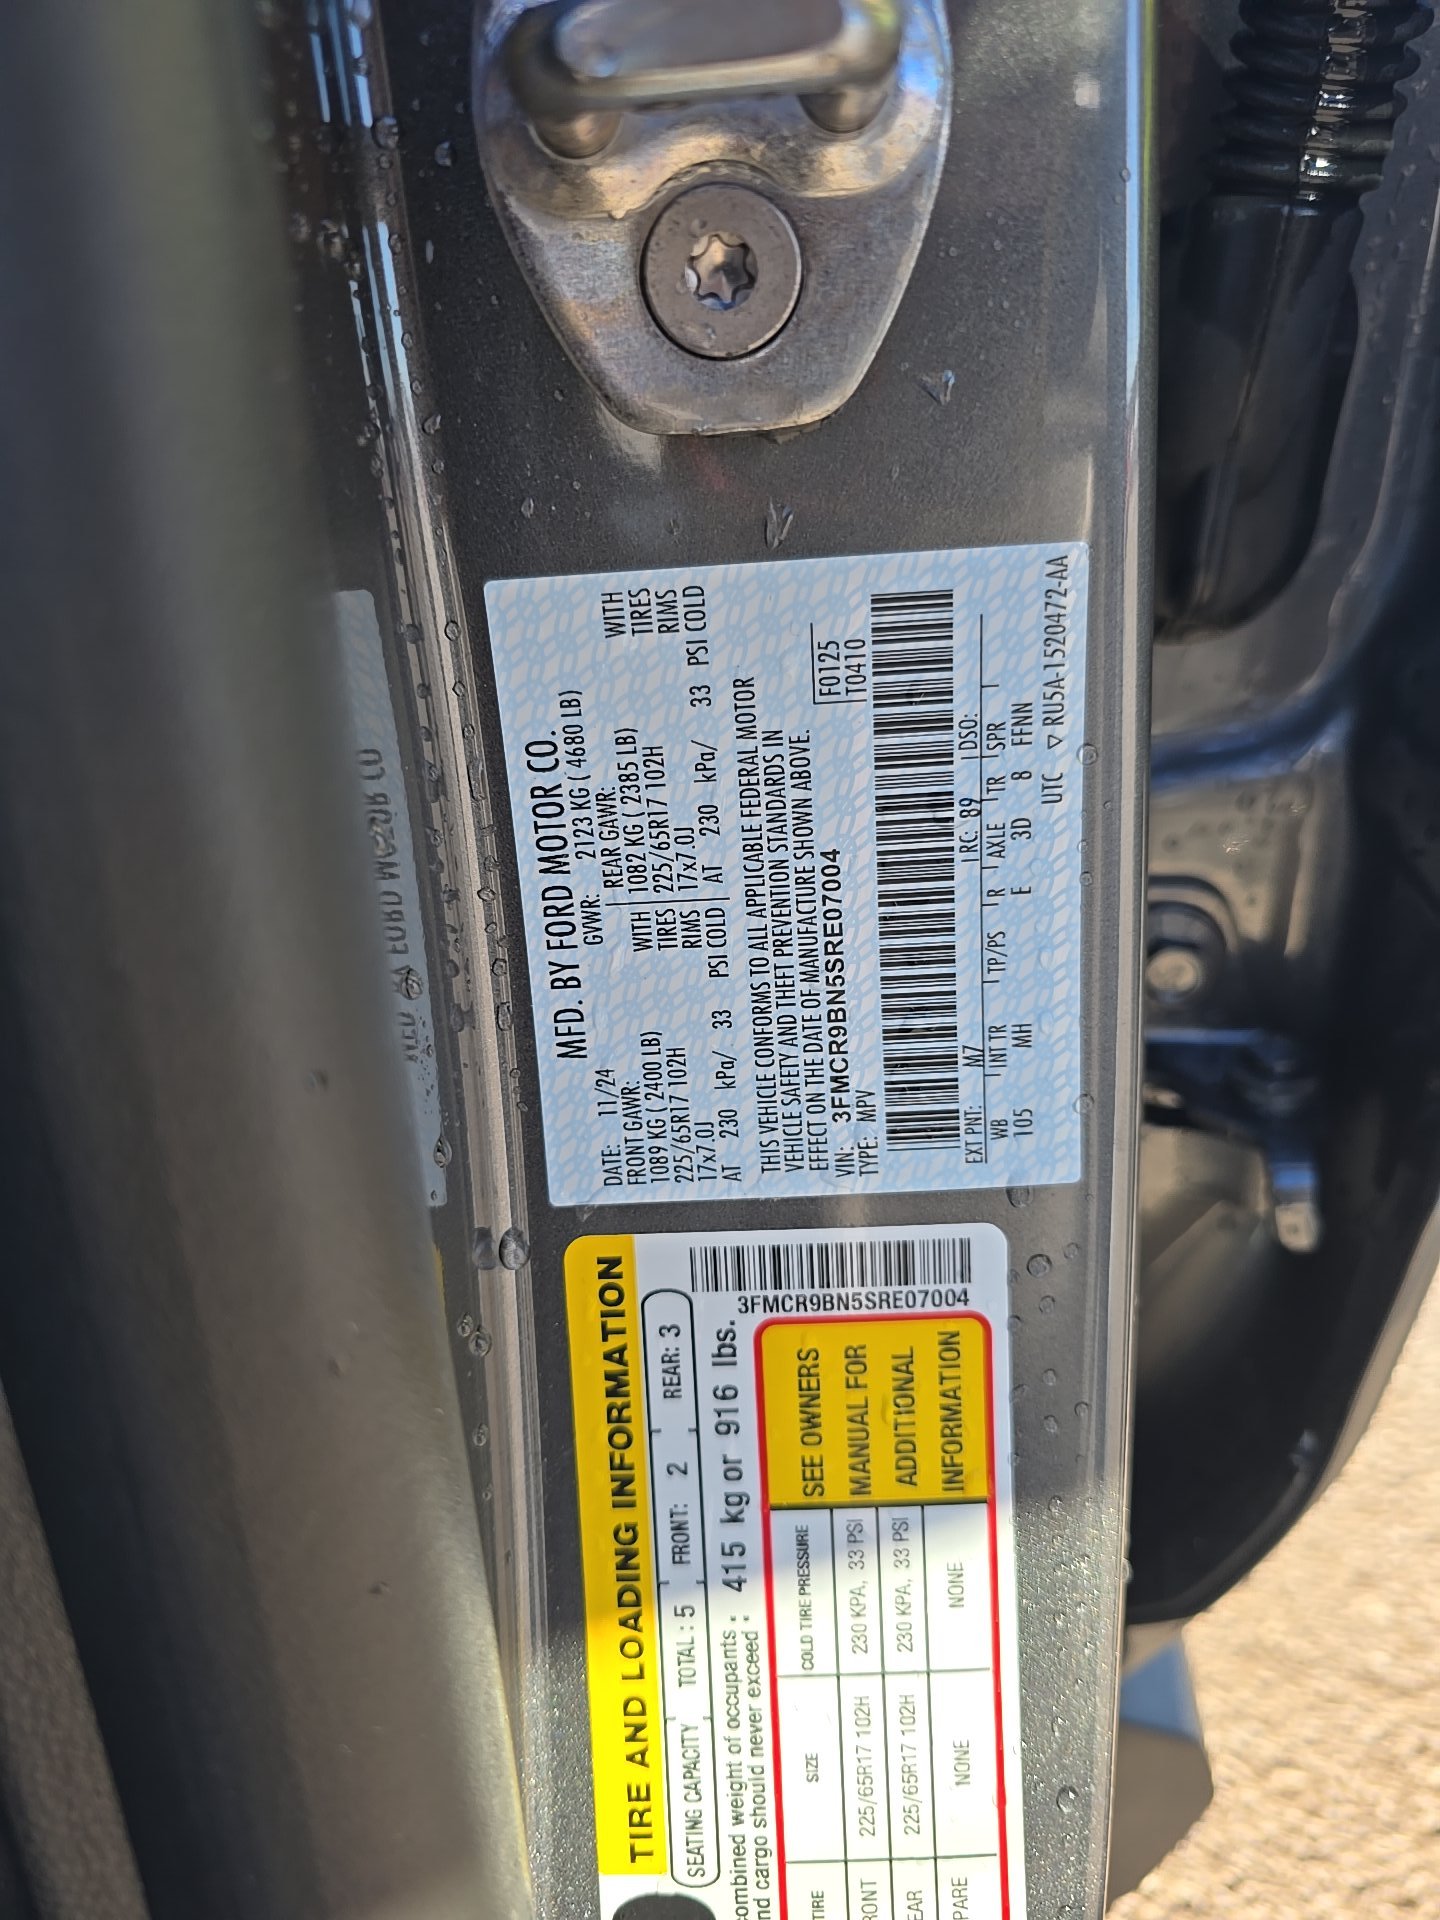 MFD. BY FORD MOTOR CO.
DATE: 11/24 GVWR: 2123 KG ( 4680 LB)
FRONT GAWR: REAR GAWR:
1089 KG ( 2400 LB) WITH 1082 KG ( 2385 LB) WITH
225/65R17 102H TIRES 225/65R17 102H TIRES
17x7.0J RIMS 17x7.0J RIMS
AT 230 kPa/ 33 PSI COLD AT 230 kPa/ 33 PSI COLD
THIS VEHICLE CONFORMS TO ALL APPLICABLE FEDERAL MOTOR
VEHICLE SAFETY AND THEFT PREVENTION STANDARDS IN
EFFECT ON THE DATE OF MANUFACTURE SHOWN ABOVE.
VIN: 3FMCR9BN5SRE07004 F0125
TYPE: MPV T0410
EXT PNT: M7 RC: 89 DSO:
WB INT TR TP/PS R AXLE TR SPR
105 MH E 3D 8 FFNN
UTC ▽ RU5A-1520472-AA
TIRE AND LOADING INFORMATION
SEATING CAPACITY TOTAL : 5 FRONT: 2 REAR: 3
combined weight of occupants :
and cargo should never exceed : 415 kg or 916 lbs.
3FMCR9BN5SRE07004
TIRE SIZE COLD TIRE PRESSURE
FRONT 225/65R17 102H 230 KPA, 33 PSI
REAR 225/65R17 102H 230 KPA, 33 PSI
SPARE NONE NONE
SEE OWNERS
MANUAL FOR
ADDITIONAL
INFORMATION